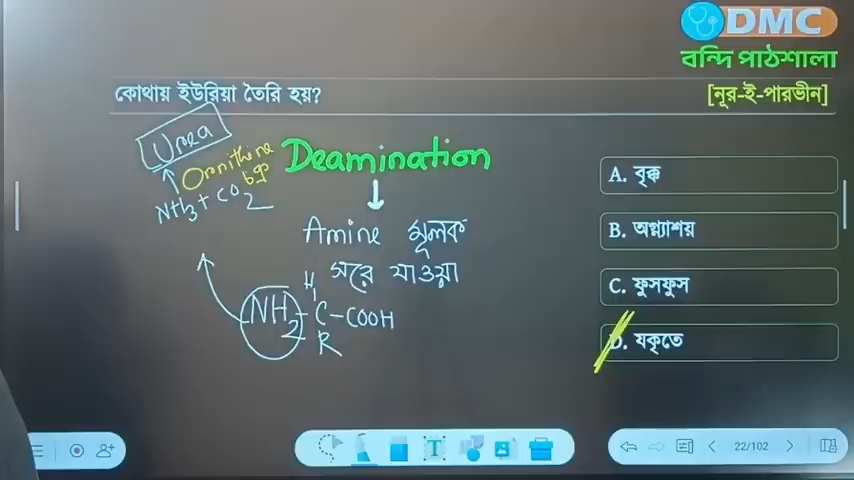 DMC
বন্দি পাঠশালা
কোথায় ইউরিয়া তৈরি হয়?
[নূর-ই-পারভীন]
Urea
Ornithine
NH3 + CO2
Deamination
Amine মূলক
সরে যাওয়া
H
NH2 - C - COOH
R
A. বৃক্ক
B. অগ্ন্যাশয়
C. ফুসফুস
D. যকৃতে
T
22/102